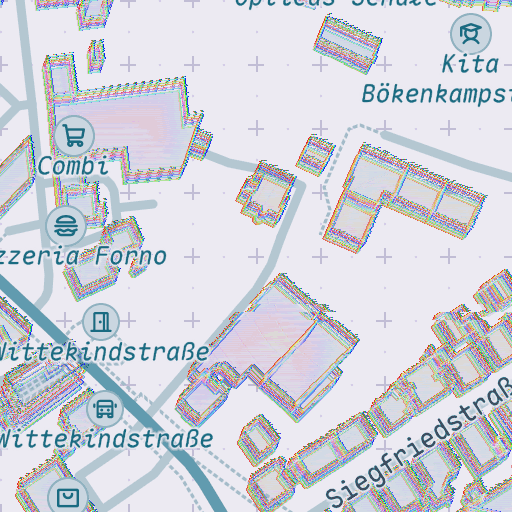 Kita
Bökenkampst
Combi
zzeria Forno
Wittekindstraße
Wittekindstraße
Siegfriedstraß